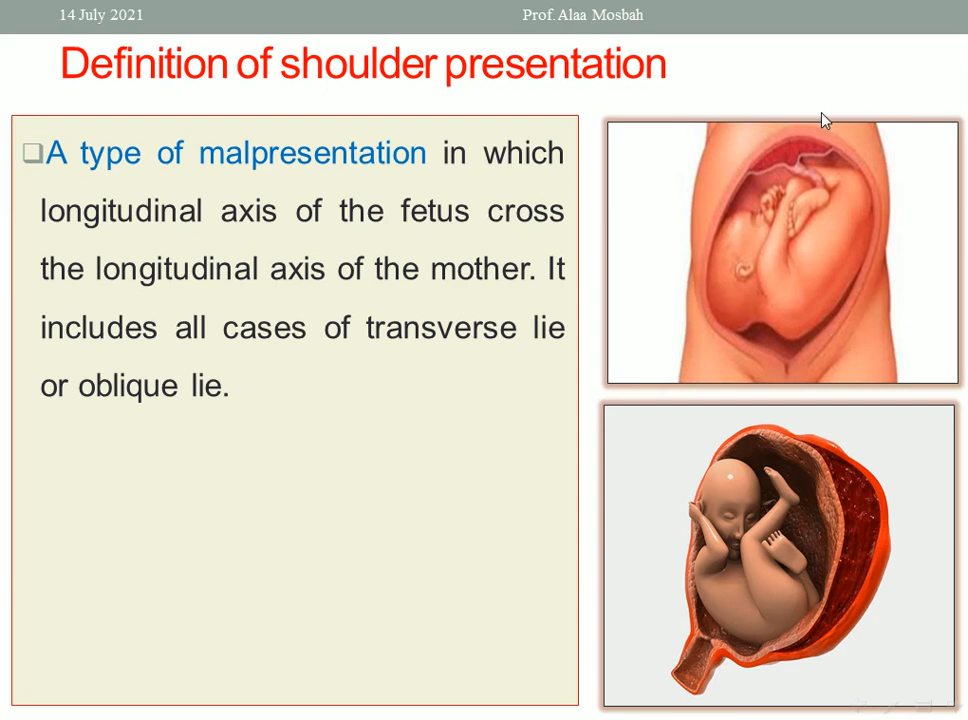 14 July 2021
Prof. Alaa Mosbah
Definition of shoulder presentation
A type of malpresentation in which
longitudinal axis of the fetus cross
the longitudinal axis of the mother. It
includes all cases of transverse lie
or oblique lie.